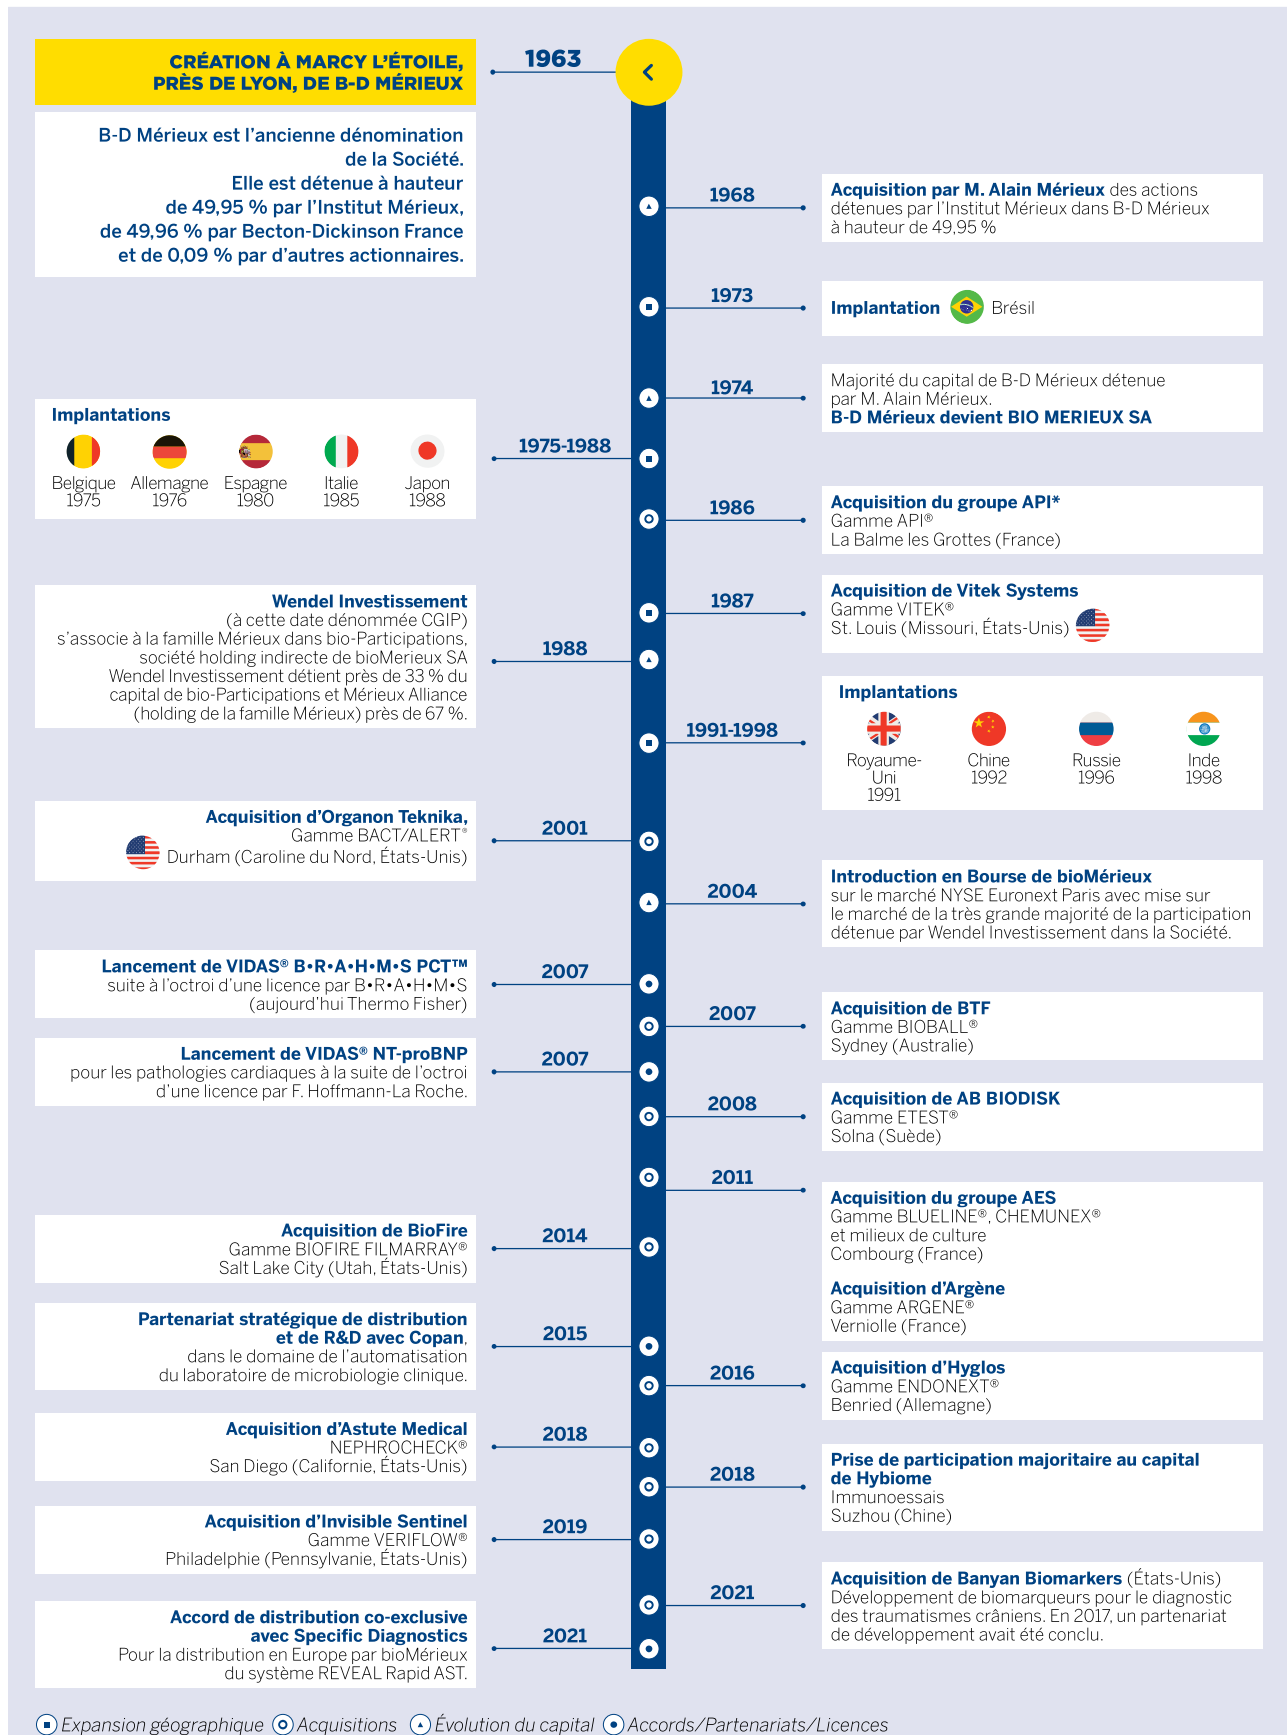 CRÉATION À MARCY L'ÉTOILE,
PRÈS DE LYON, DE B-D MÉRIEUX
1963
B-D Mérieux est l'ancienne dénomination
de la Société.
Elle est détenue à hauteur
de 49,95 % par l'Institut Mérieux,
de 49,96 % par Becton-Dickinson France
et de 0,09 % par d'autres actionnaires.
1968
Acquisition par M. Alain Mérieux des actions
détenues par l'Institut Mérieux dans B-D Mérieux
à hauteur de 49,95 %
1973
Implantation Brésil
1974
Majorité du capital de B-D Mérieux détenue
par M. Alain Mérieux.
B-D Mérieux devient BIO MERIEUX SA
1975-1988
Implantations
Belgique Allemagne Espagne Italie Japon
1975 1976 1980 1985 1988
1986
Acquisition du groupe API*
Gamme API®
La Balme les Grottes (France)
1987
Acquisition de Vitek Systems
Gamme VITEK®
St. Louis (Missouri, États-Unis)
1988
Wendel Investissement
(à cette date dénommée CGIP)
s'associe à la famille Mérieux dans bio-Participations,
société holding indirecte de bioMerieux SA
Wendel Investissement détient près de 33 % du
capital de bio-Participations et Mérieux Alliance
(holding de la famille Mérieux) près de 67 %.
1991-1998
Implantations
Royaume- Chine Russie Inde
Uni 1992 1996 1998
1991
2001
Acquisition d'Organon Teknika,
Gamme BACT/ALERT®
Durham (Caroline du Nord, États-Unis)
2004
Introduction en Bourse de bioMérieux
sur le marché NYSE Euronext Paris avec mise sur
le marché de la très grande majorité de la participation
détenue par Wendel Investissement dans la Société.
2007
Lancement de VIDAS® B•R•A•H•M•S PCT™
suite à l'octroi d'une licence par B•R•A•H•M•S
(aujourd'hui Thermo Fisher)
2007
Acquisition de BTF
Gamme BIOBALL®
Sydney (Australie)
2007
Lancement de VIDAS® NT-proBNP
pour les pathologies cardiaques à la suite de l'octroi
d'une licence par F. Hoffmann-La Roche.
2008
Acquisition de AB BIODISK
Gamme ETEST®
Solna (Suède)
2011
Acquisition du groupe AES
Gamme BLUELINE®, CHEMUNEX®
et milieux de culture
Combourg (France)
Acquisition d'Argène
Gamme ARGENE®
Verniolle (France)
2014
Acquisition de BioFire
Gamme BIOFIRE FILMARRAY®
Salt Lake City (Utah, États-Unis)
2015
Partenariat stratégique de distribution
et de R&D avec Copan,
dans le domaine de l'automatisation
du laboratoire de microbiologie clinique.
2016
Acquisition d'Hyglos
Gamme ENDONEXT®
Benried (Allemagne)
2018
Acquisition d'Astute Medical
NEPHROCHECK®
San Diego (Californie, États-Unis)
2018
Prise de participation majoritaire au capital
de Hybiome
Immunoessais
Suzhou (Chine)
2019
Acquisition d'Invisible Sentinel
Gamme VERIFLOW®
Philadelphie (Pennsylvanie, États-Unis)
2021
Acquisition de Banyan Biomarkers (États-Unis)
Développement de biomarqueurs pour le diagnostic
des traumatismes crâniens. En 2017, un partenariat
de développement avait été conclu.
2021
Accord de distribution co-exclusive
avec Specific Diagnostics
Pour la distribution en Europe par bioMérieux
du système REVEAL Rapid AST.
Expansion géographique Acquisitions Évolution du capital Accords/Partenariats/Licences